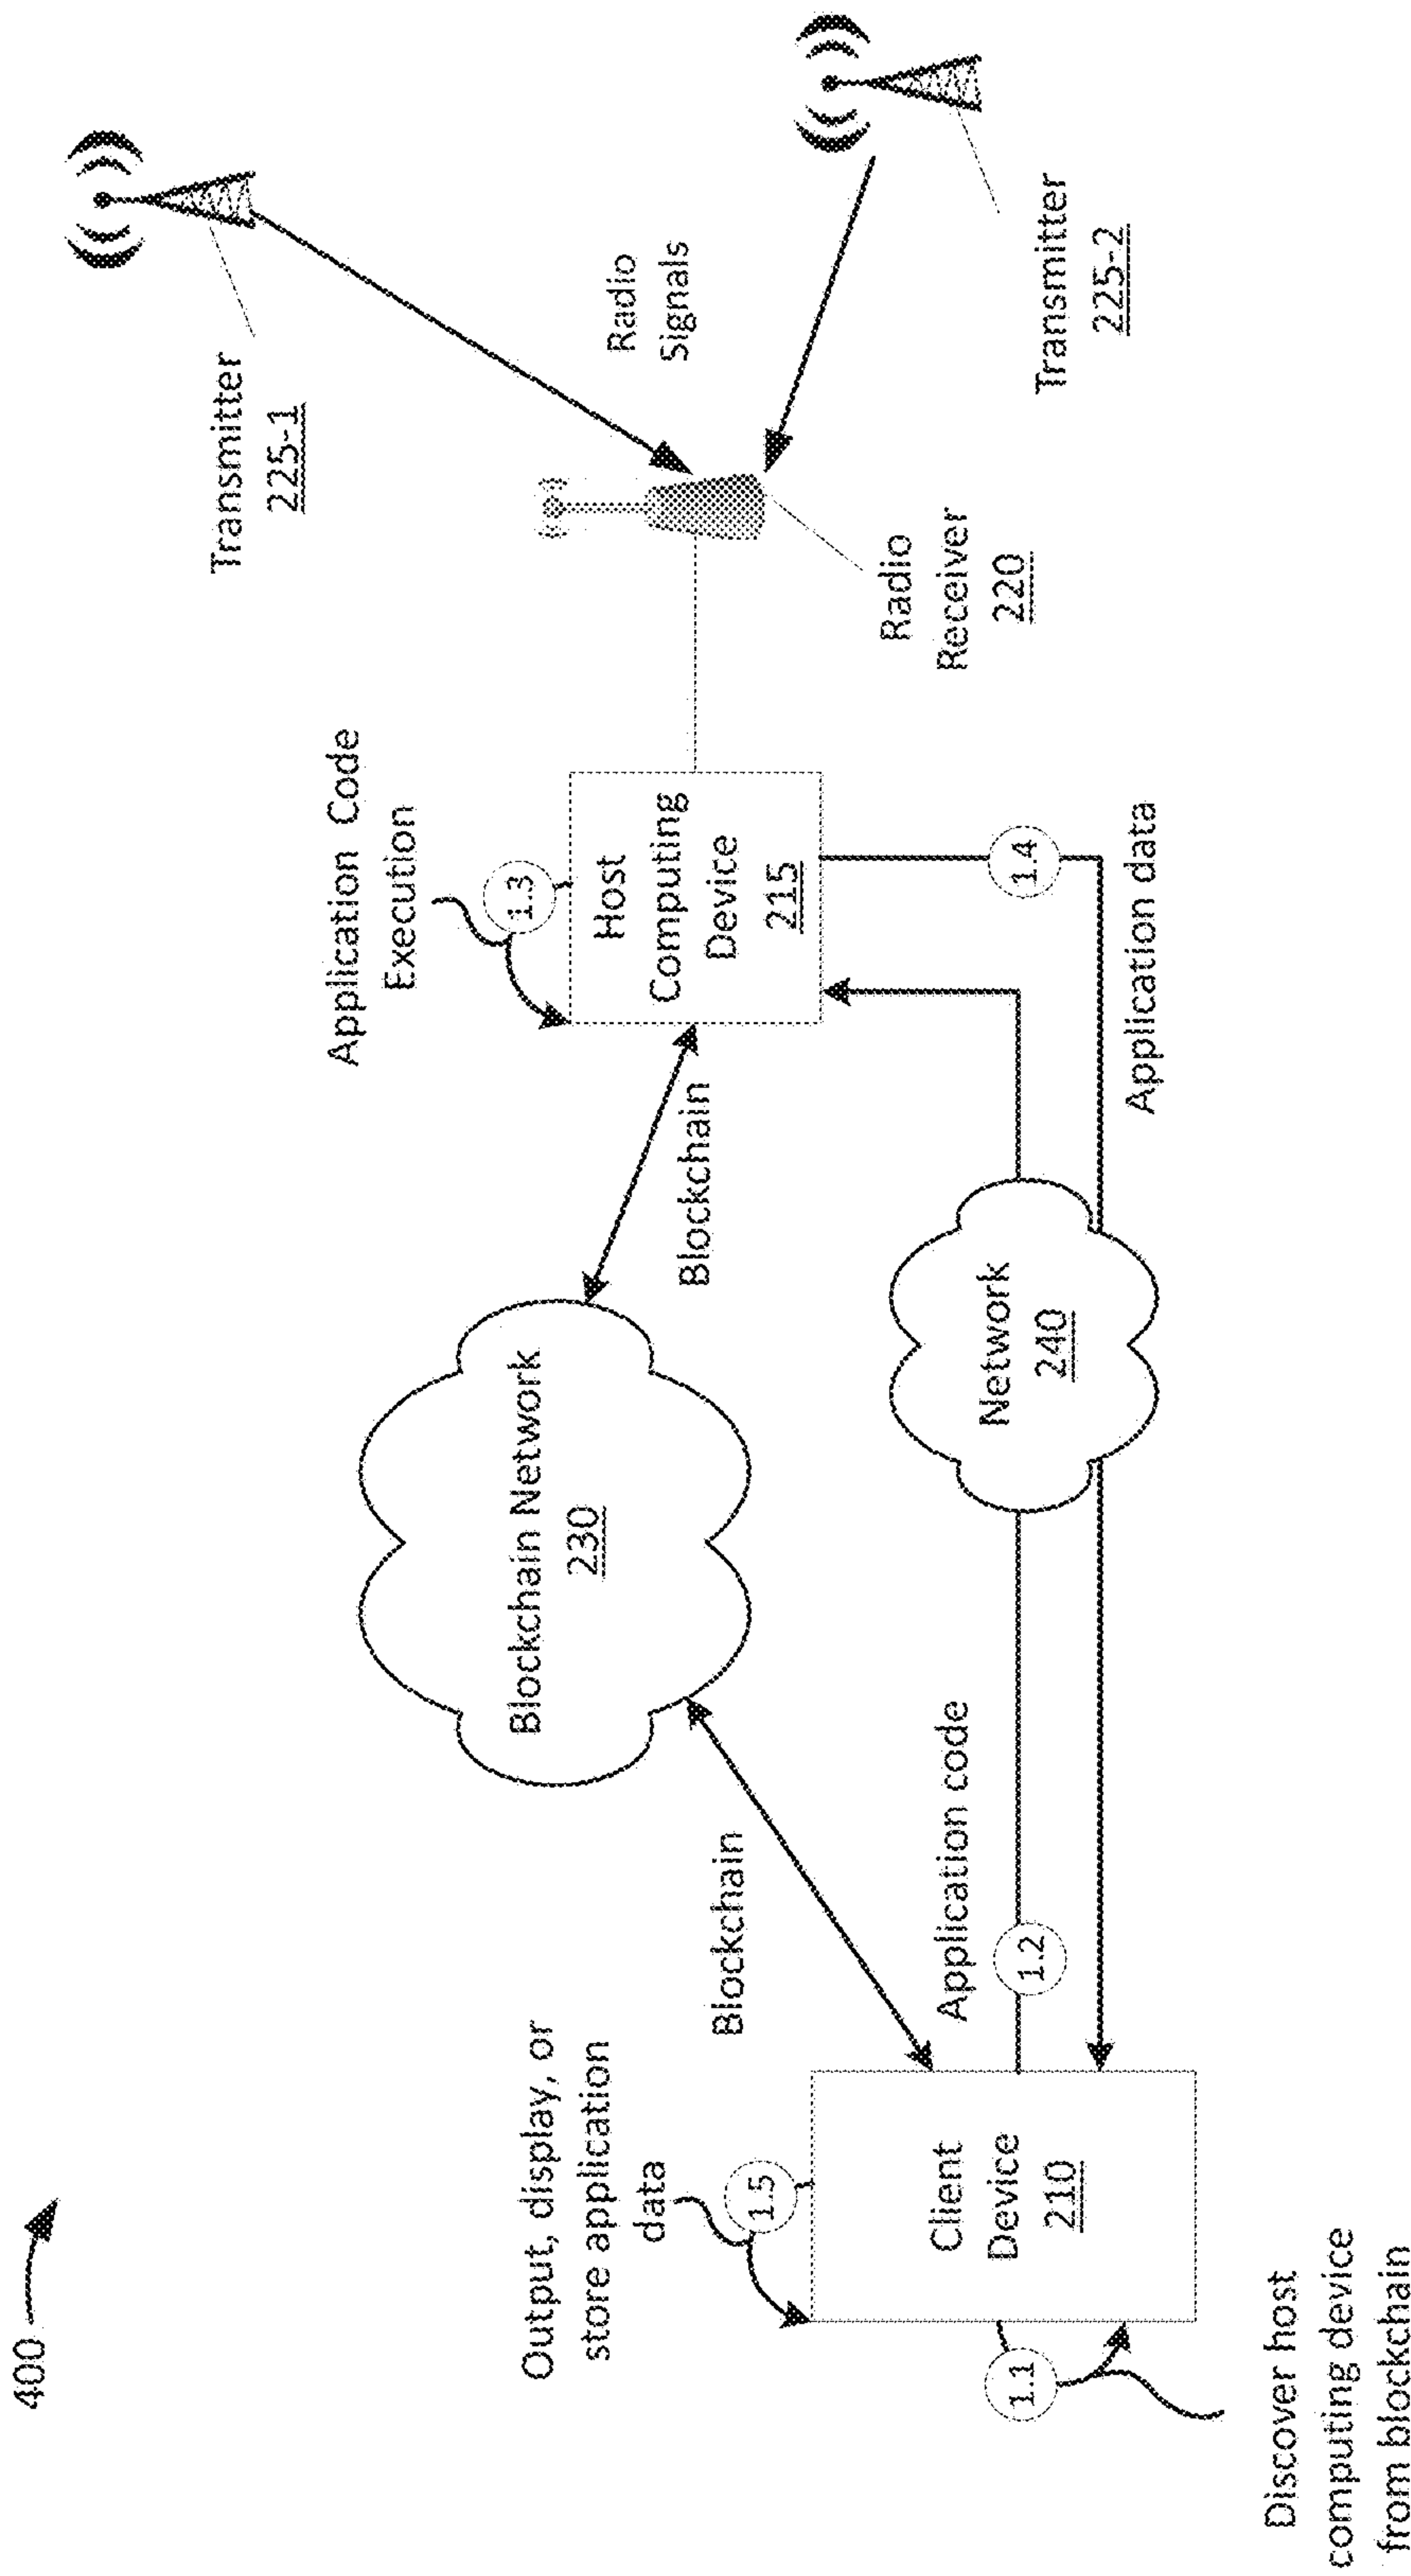 400
Transmitter
225-1
Radio
Signals
Transmitter
225-2
Radio
Receiver
220
Application Code
Execution
1.3
Host
Computing
Device
215
1.4
Application data
Blockchain
Blockchain Network
230
Network
240
Blockchain
Application code
1.2
Output, display, or
store application
data
1.5
Client
Device
210
1.1
Discover host
computing device
from blockchain